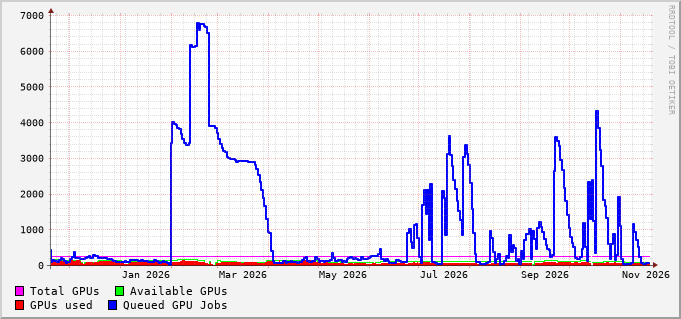 7000
6000
5000
4000
3000
2000
1000
0
Jan 2026 Mar 2026 May 2026 Jul 2026 Sep 2026 Nov 2026
Total GPUs Available GPUs
GPUs used Queued GPU Jobs
RRDTOOL / TOBI OETIKER